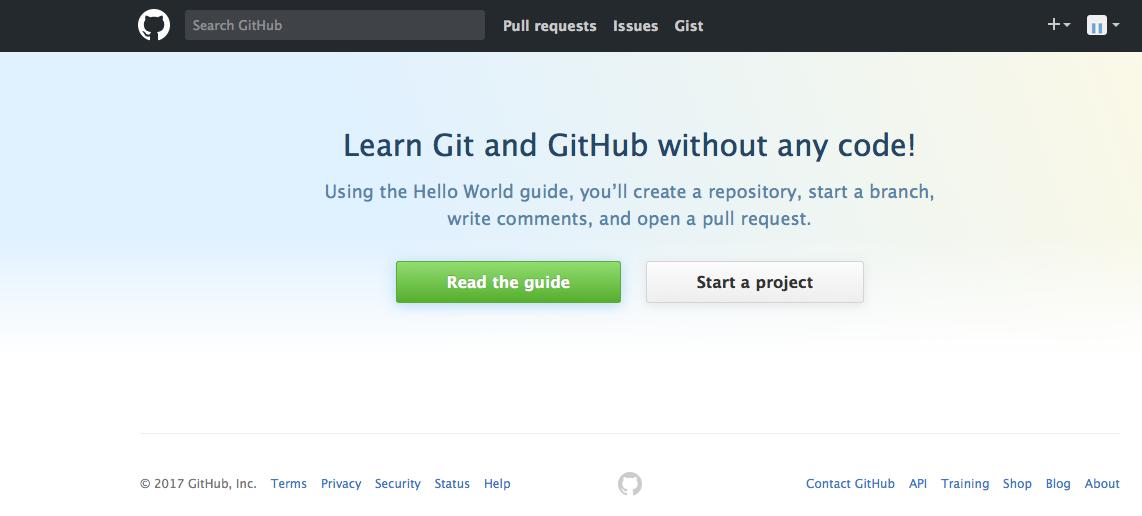 Search GitHub Pull requests Issues Gist
Learn Git and GitHub without any code!
Using the Hello World guide, you’ll create a repository, start a branch,
write comments, and open a pull request.
Read the guide Start a project
© 2017 GitHub, Inc. Terms Privacy Security Status Help Contact GitHub API Training Shop Blog About